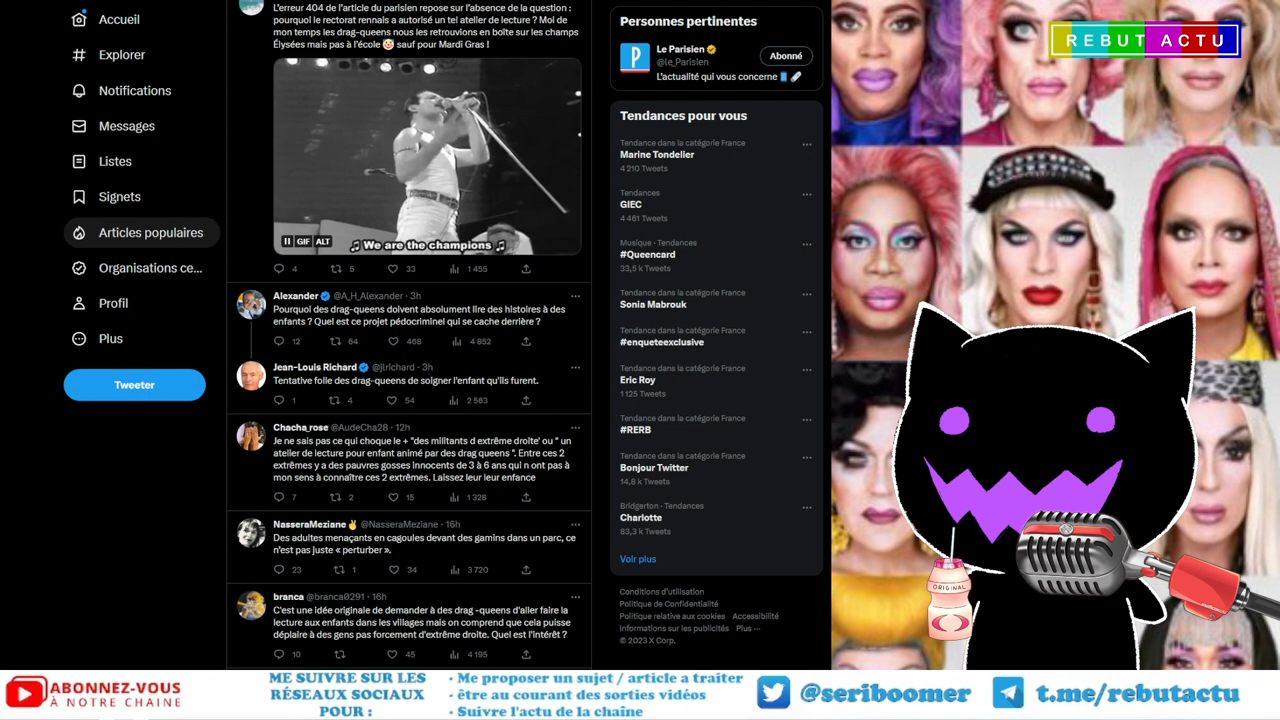 Accueil
Explorer
Notifications
Messages
Listes
Signets
Articles populaires
Organisations ce...
Profil
Plus
Tweeter
L'erreur 404 de l'article du parisien repose sur l'absence de la question :
pourquoi le rectorat rennais a autorisé un tel atelier de lecture ? Moi de
mon temps les drag-queens nous les retrouvions en boîte sur les champs
Élysées mais pas à l'école 🤡 sauf pour Mardi Gras !
GIF ALT
♫ We are the champions ♫
4 5 33 1 455
Alexander @A_H_Alexander · 3h
Pourquoi des drag-queens doivent absolument lire des histoires à des
enfants ? Quel est ce projet pédocriminel qui se cache derrière ?
12 64 468 4 852
Jean-Louis Richard @jlrichard · 3h
Tentative folle des drag-queens de soigner l'enfant qu'ils furent.
1 4 54 2 563
Chacha_rose @AudeCha28 · 12h
Je ne sais pas ce qui choque le + "des militants d extrême droite' ou " un
atelier de lecture pour enfant animé par des drag queens ". Entre ces 2
extrêmes y a des pauvres gosses innocents de 3 à 6 ans qui n ont pas à
mon sens à connaître ces 2 extrêmes. Laissez leur leur enfance
7 2 15 1 328
NasseraMeziane ✌ @NasseraMeziane · 16h
Des adultes menaçants en cagoules devant des gamins dans un parc, ce
n'est pas juste « perturber ».
23 1 34 3 720
branca @branca0291 · 16h
C'est une idée originale de demander à des drag -queens d'aller faire la
lecture aux enfants dans les villages mais on comprend que cela puisse
déplaire à des gens pas forcement d'extrême droite. Quel est l'intérêt ?
10 45 4 195
Personnes pertinentes
Le Parisien
@le_Parisien
Abonné
L'actualité qui vous concerne 📱🗞
Tendances pour vous
Tendance dans la catégorie France
Marine Tondelier
4 210 Tweets
Tendances
GIEC
4 461 Tweets
Musique · Tendances
#Queencard
33,5 k Tweets
Tendance dans la catégorie France
Sonia Mabrouk
Tendance dans la catégorie France
#enqueteexclusive
Tendance dans la catégorie France
Eric Roy
1 125 Tweets
Tendance dans la catégorie France
#RERB
Tendance dans la catégorie France
Bonjour Twitter
14,8 k Tweets
Bridgerton · Tendances
Charlotte
83,3 k Tweets
Voir plus
Conditions d'utilisation
Politique de Confidentialité
Politique relative aux cookies Accessibilité
Informations sur les publicités Plus ···
© 2023 X Corp.
REBUT ACTU
ORIGINAL
ABONNEZ-VOUS
À NOTRE CHAINE
ME SUIVRE SUR LES
RÉSEAUX SOCIAUX
POUR :
- Me proposer un sujet / article a traiter
- être au courant des sorties vidéos
- Suivre l'actu de la chaîne
@seriboomer
t.me/rebutactu